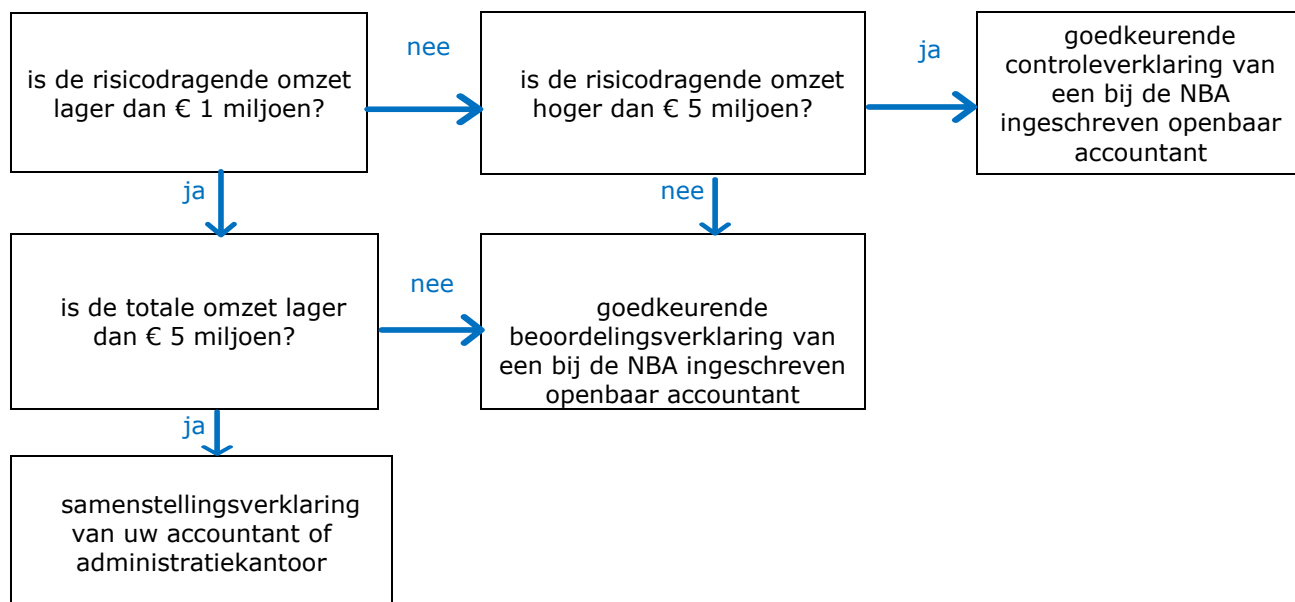 is de risicodragende omzet
lager dan € 1 miljoen?
nee
is de risicodragende omzet
hoger dan € 5 miljoen?
ja
goedkeurende
controleverklaring van
een bij de NBA
ingeschreven openbaar
accountant
ja
nee
is de totale omzet lager
dan € 5 miljoen?
nee
goedkeurende
beoordelingsverklaring van
een bij de NBA ingeschreven
openbaar accountant
ja
samenstellingsverklaring
van uw accountant of
administratiekantoor